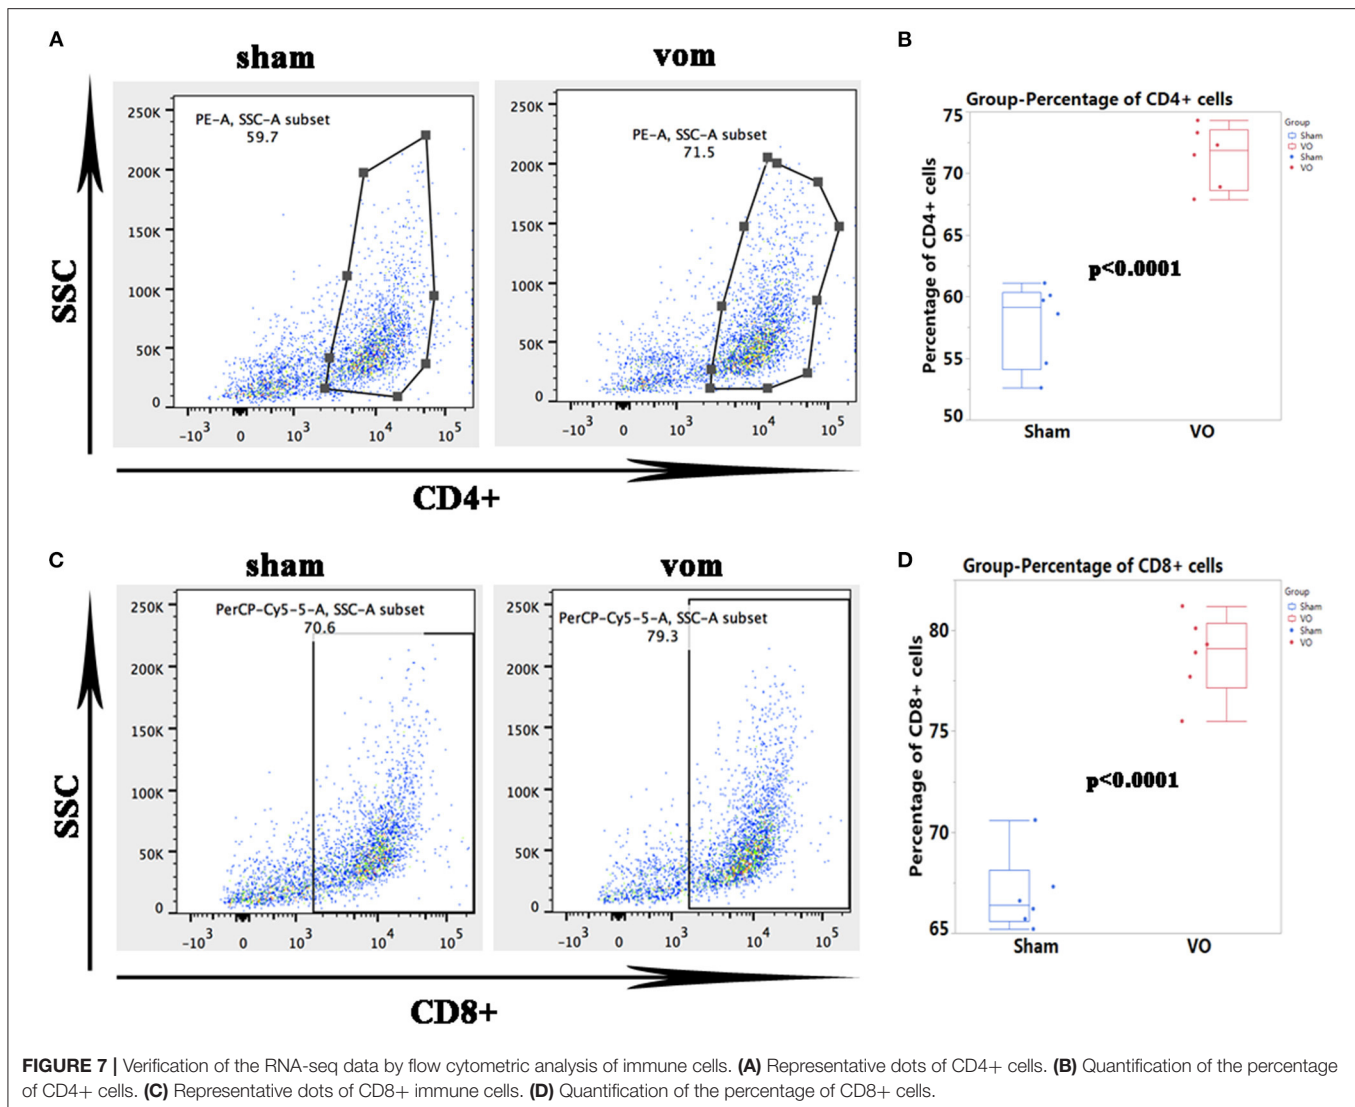 A
sham
vom
SSC
250K
200K
150K
100K
50K
0
PE-A, SSC-A subset
59.7
−10³ 0 10³ 10⁴ 10⁵
250K
200K
150K
100K
50K
0
PE-A, SSC-A subset
71.5
−10³ 0 10³ 10⁴ 10⁵
CD4+
B
Group-Percentage of CD4+ cells
Percentage of CD4+ cells
75
70
65
60
55
50
p<0.0001
Sham VO
Group
Sham
VO
Sham
VO
C
sham
vom
SSC
250K
200K
150K
100K
50K
0
PerCP-Cy5-5-A, SSC-A subset
70.6
−10³ 0 10³ 10⁴ 10⁵
250K
200K
150K
100K
50K
0
PerCP-Cy5-5-A, SSC-A subset
79.3
−10³ 0 10³ 10⁴ 10⁵
CD8+
D
Group-Percentage of CD8+ cells
Percentage of CD8+ cells
80
75
70
65
p<0.0001
Sham VO
Group
Sham
VO
Sham
VO
FIGURE 7 | Verification of the RNA-seq data by flow cytometric analysis of immune cells. (A) Representative dots of CD4+ cells. (B) Quantification of the percentage
of CD4+ cells. (C) Representative dots of CD8+ immune cells. (D) Quantification of the percentage of CD8+ cells.